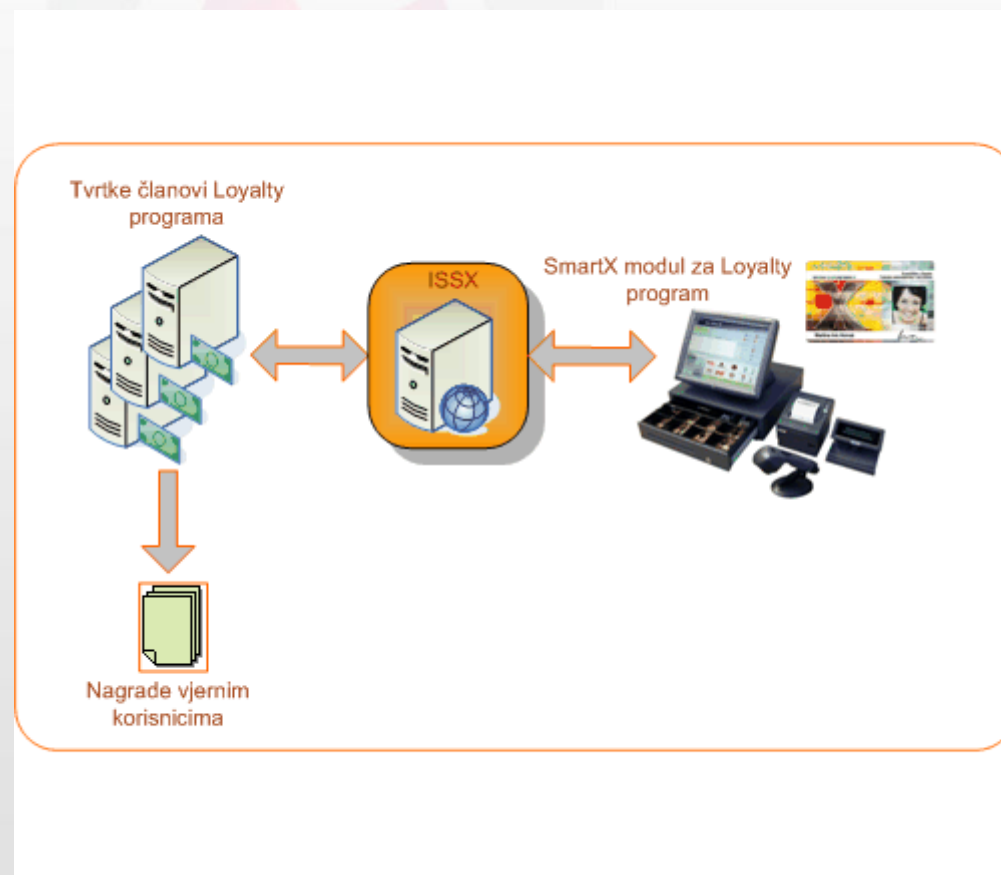 Tvrtke članovi Loyalty
programa
ISSX
SmartX modul za Loyalty
program
Nagrade vjernim
korisnicima